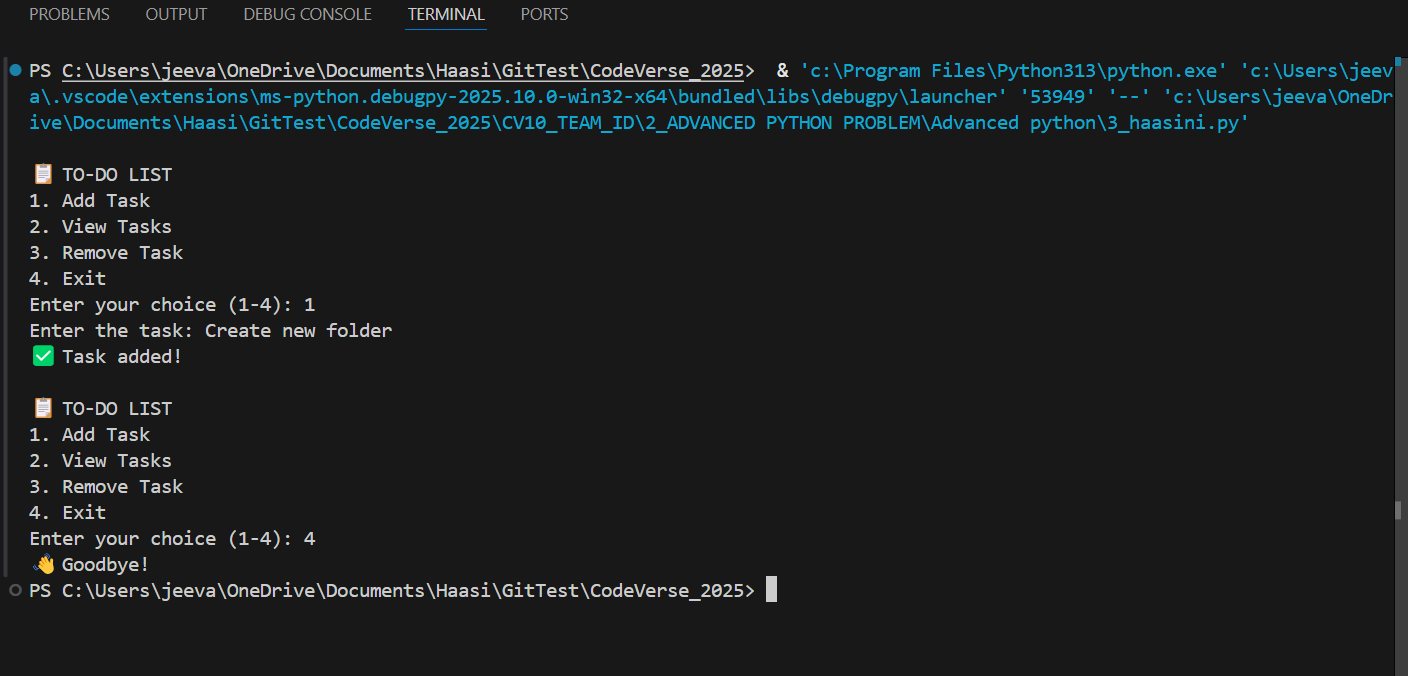 PROBLEMS OUTPUT DEBUG CONSOLE TERMINAL PORTS
PS C:\Users\jeeva\OneDrive\Documents\Haasi\GitTest\CodeVerse_2025>  & 'c:\Program Files\Python313\python.exe' 'c:\Users\jeev
a\.vscode\extensions\ms-python.debugpy-2025.10.0-win32-x64\bundled\libs\debugpy\launcher' '53949' '--' 'c:\Users\jeeva\OneDr
ive\Documents\Haasi\GitTest\CodeVerse_2025\CV10_TEAM_ID\2_ADVANCED PYTHON PROBLEM\Advanced python\3_haasini.py'
📋 TO-DO LIST
1. Add Task
2. View Tasks
3. Remove Task
4. Exit
Enter your choice (1-4): 1
Enter the task: Create new folder
✅ Task added!
📋 TO-DO LIST
1. Add Task
2. View Tasks
3. Remove Task
4. Exit
Enter your choice (1-4): 4
👋 Goodbye!
PS C:\Users\jeeva\OneDrive\Documents\Haasi\GitTest\CodeVerse_2025>